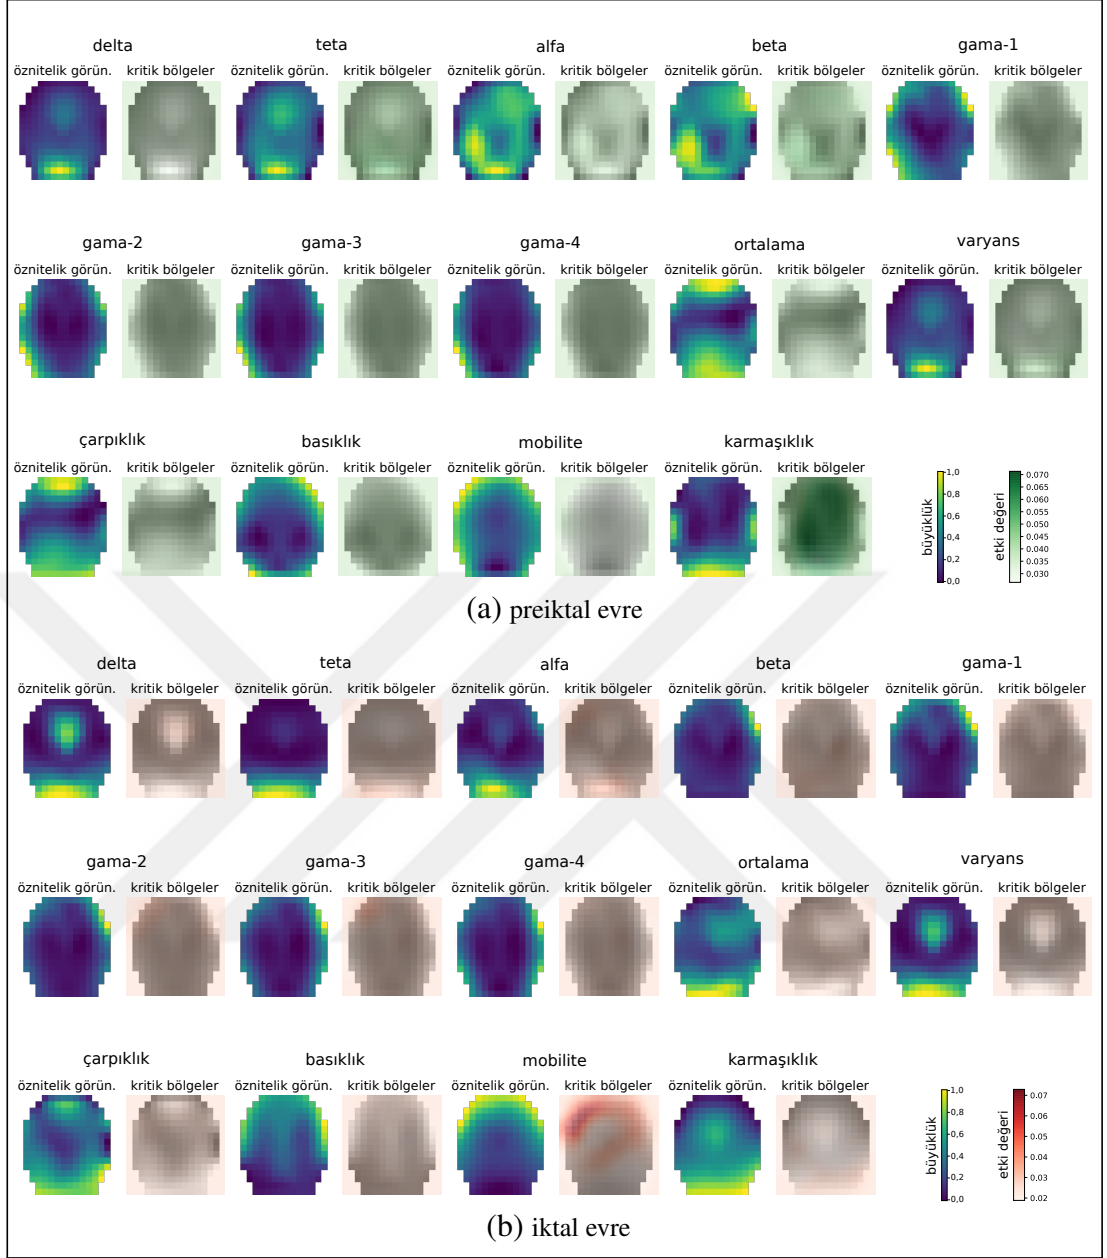 delta teta alfa beta gama-1
öznitelik görün. kritik bölgeler öznitelik görün. kritik bölgeler öznitelik görün. kritik bölgeler öznitelik görün. kritik bölgeler öznitelik görün. kritik bölgeler
gama-2 gama-3 gama-4 ortalama varyans
öznitelik görün. kritik bölgeler öznitelik görün. kritik bölgeler öznitelik görün. kritik bölgeler öznitelik görün. kritik bölgeler öznitelik görün. kritik bölgeler
çarpıklık basıklık mobilite karmaşıklık
öznitelik görün. kritik bölgeler öznitelik görün. kritik bölgeler öznitelik görün. kritik bölgeler öznitelik görün. kritik bölgeler
büyüklük
1,0
0,8
0,6
0,4
0,2
0,0
etki değeri
0.070
0.065
0.060
0.055
0.050
0.045
0.040
0.035
0.030
(a) preiktal evre
delta teta alfa beta gama-1
öznitelik görün. kritik bölgeler öznitelik görün. kritik bölgeler öznitelik görün. kritik bölgeler öznitelik görün. kritik bölgeler öznitelik görün. kritik bölgeler
gama-2 gama-3 gama-4 ortalama varyans
öznitelik görün. kritik bölgeler öznitelik görün. kritik bölgeler öznitelik görün. kritik bölgeler öznitelik görün. kritik bölgeler öznitelik görün. kritik bölgeler
çarpıklık basıklık mobilite karmaşıklık
öznitelik görün. kritik bölgeler öznitelik görün. kritik bölgeler öznitelik görün. kritik bölgeler öznitelik görün. kritik bölgeler
büyüklük
1,0
0,8
0,6
0,4
0,2
0,0
etki değeri
0.07
0.06
0.05
0.04
0.03
0.02
(b) iktal evre